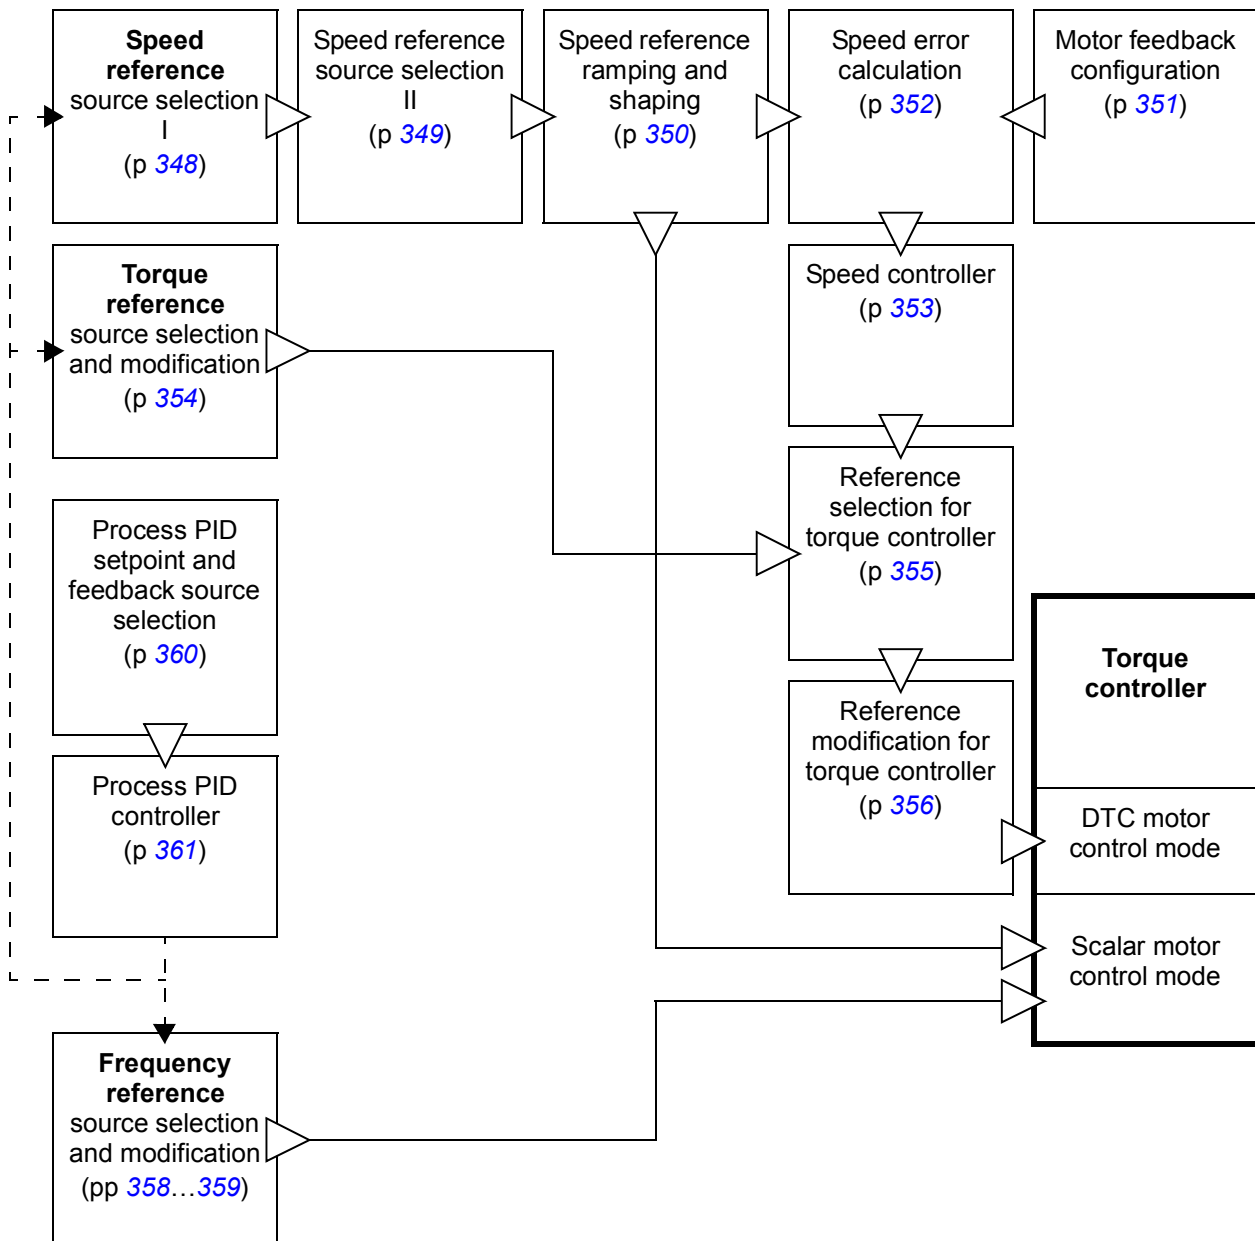 Speed
reference
source selection
I
(p 348)
Speed reference
source selection
II
(p 349)
Speed reference
ramping and
shaping
(p 350)
Speed error
calculation
(p 352)
Motor feedback
configuration
(p 351)
Torque
reference
source selection
and modification
(p 354)
Speed controller
(p 353)
Reference
selection for
torque controller
(p 355)
Process PID
setpoint and
feedback source
selection
(p 360)
Torque
controller
Reference
modification for
torque controller
(p 356)
Process PID
controller
(p 361)
DTC motor
control mode
Scalar motor
control mode
Frequency
reference
source selection
and modification
(pp 358…359)